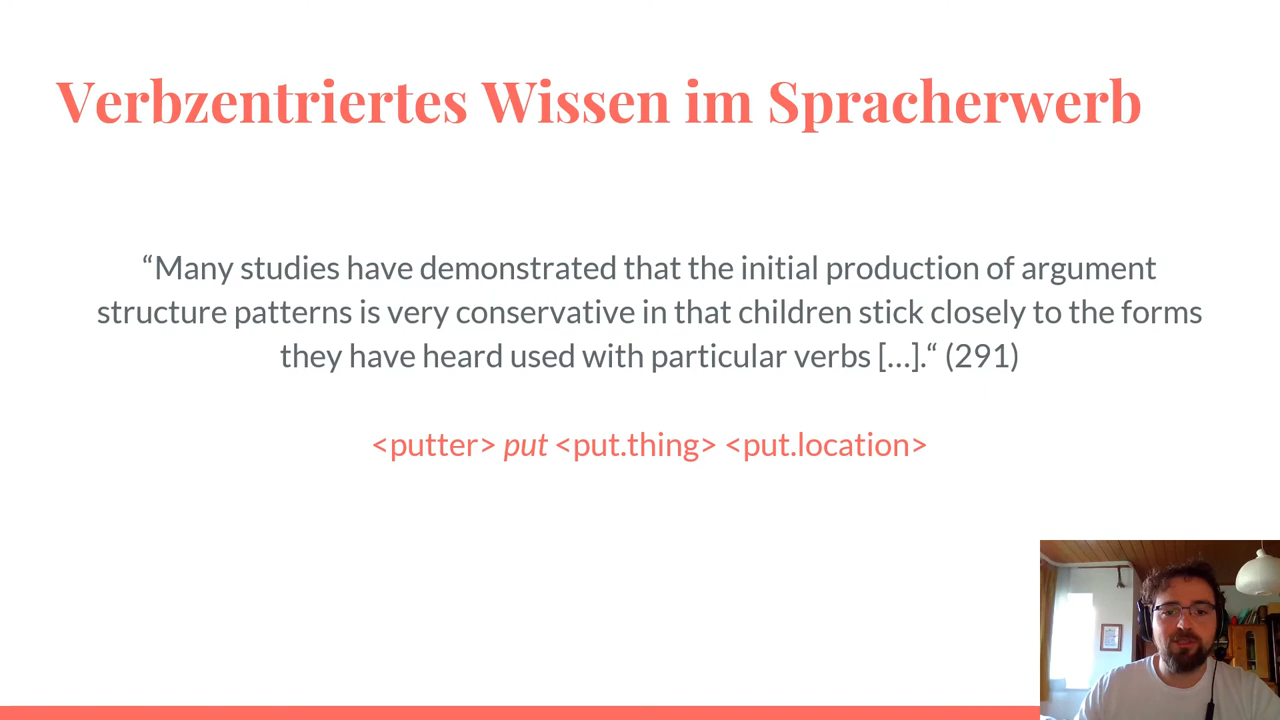 Verbzentriertes Wissen im Spracherwerb
“Many studies have demonstrated that the initial production of argument
structure patterns is very conservative in that children stick closely to the forms
they have heard used with particular verbs […].“ (291)
<putter> put <put.thing> <put.location>